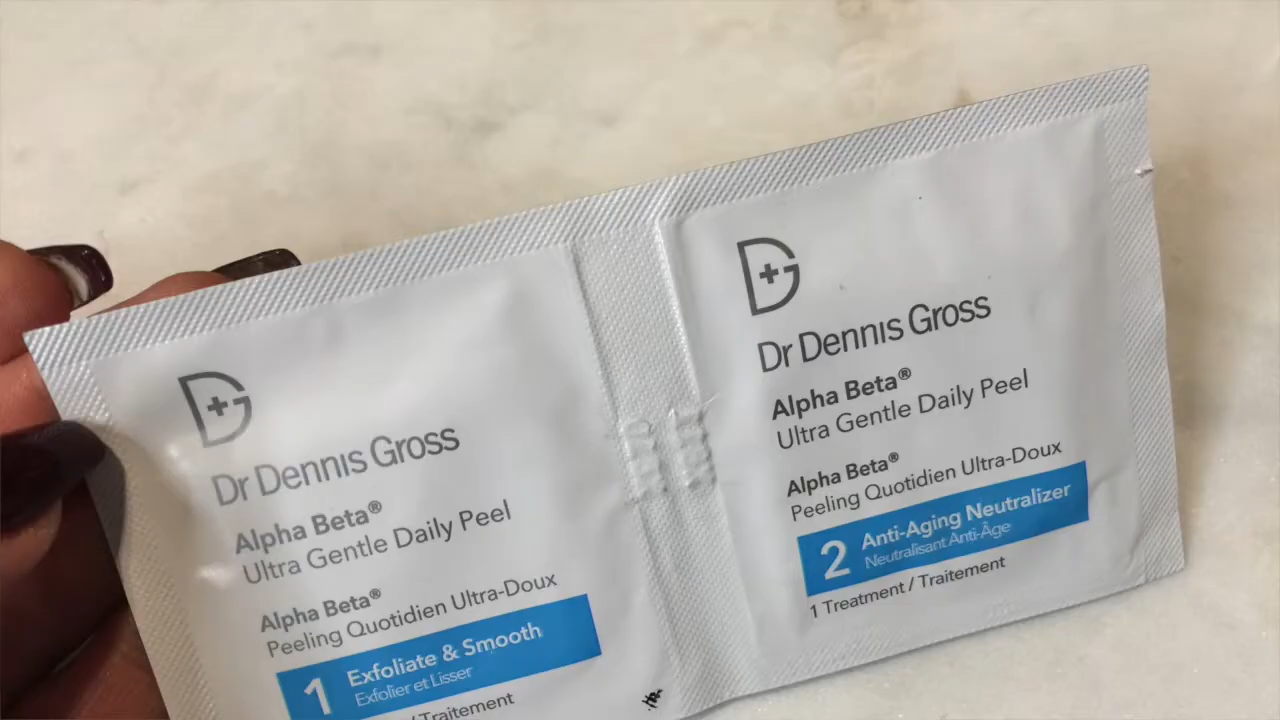 Dr Dennis Gross
Alpha Beta®
Ultra Gentle Daily Peel
Alpha Beta®
Peeling Quotidien Ultra-Doux
1 Exfoliate & Smooth
Exfolier et Lisser
/ Traitement
Dr Dennis Gross
Alpha Beta®
Ultra Gentle Daily Peel
Alpha Beta®
Peeling Quotidien Ultra-Doux
2 Anti-Aging Neutralizer
Neutralisant Anti-Âge
1 Treatment / Traitement